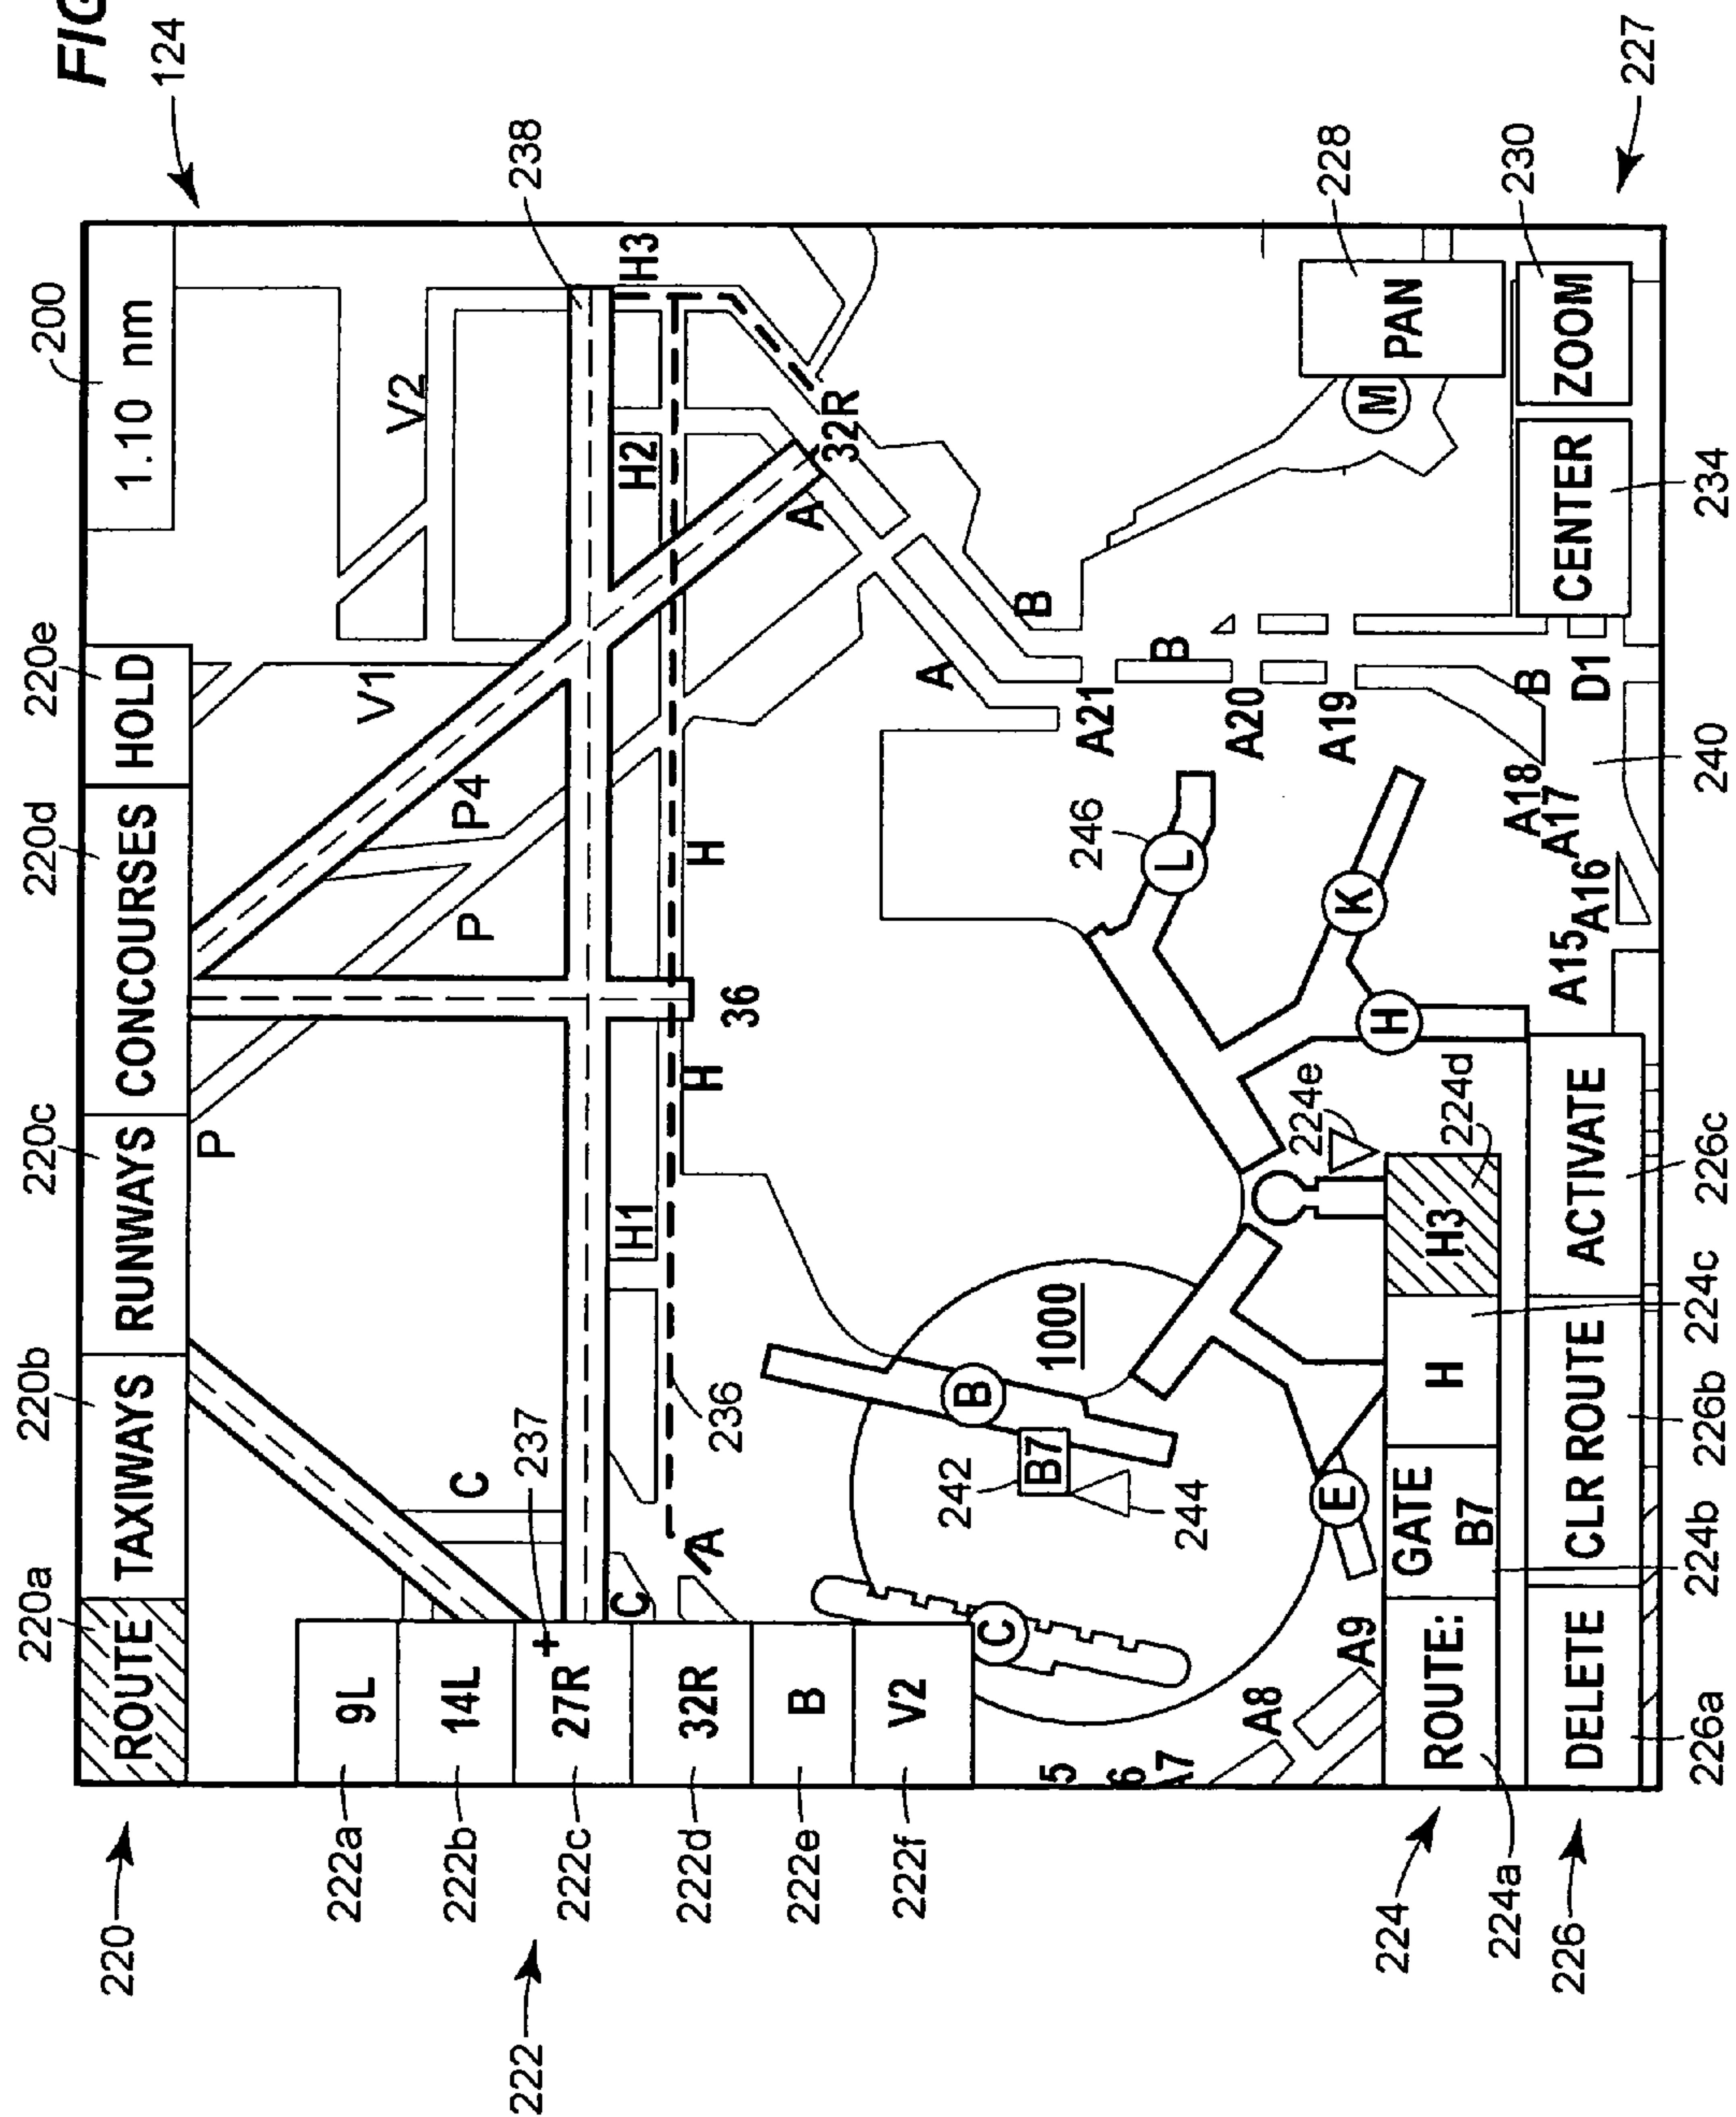 FIG
220a 220b 220c 220d 220e 200
220 ROUTE TAXIWAYS RUNWAYS CONCOURSES HOLD 1.10 nm 124
P
222a 9L V1 V2
222b 14L C P P4
222 237
222c 27R + 238
C H1 H2 H3
222d 32R A H H
236 36
222e B A 32R
222f V2 B A
242 C B7 1000 B
5 244 246 A21
6 L B
A7 A8 A20
A9 E 224e K A19 M 228
224 ROUTE: GATE B7 H H3 H PAN
224d
224a A18 B 230
A15 A16 A17
226 DELETE CLR ROUTE ACTIVATE D1 CENTER ZOOM
227
226a 224b 226b 224c 226c 240 234